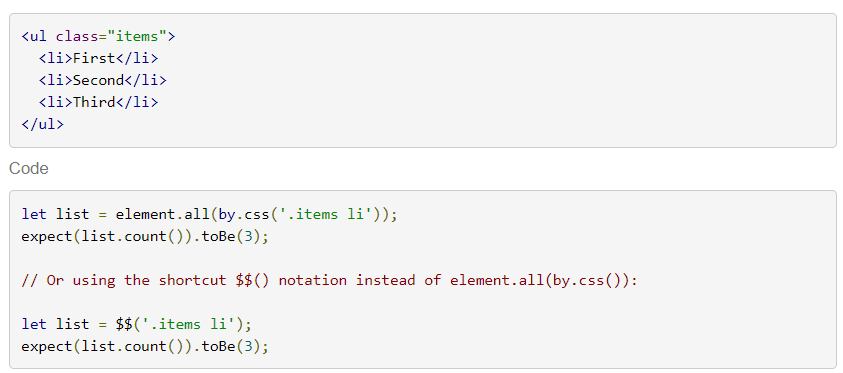 <ul class="items">
  <li>First</li>
  <li>Second</li>
  <li>Third</li>
</ul>
Code
let list = element.all(by.css('.items li'));
expect(list.count()).toBe(3);
// Or using the shortcut $$() notation instead of element.all(by.css()):
let list = $$('.items li');
expect(list.count()).toBe(3);